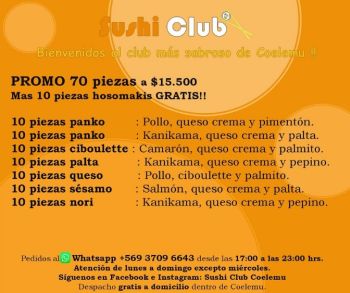 Sushi Club
Bienvenidos al club más sabroso de Coelemu !!
PROMO 70 piezas a $15.500
Mas 10 piezas hosomakis GRATIS!!
10 piezas panko : Pollo, queso crema y pimentón.
10 piezas panko : Kanikama, queso crema y palta.
10 piezas ciboulette : Camarón, queso crema y palmito.
10 piezas palta : Kanikama, queso crema y pepino.
10 piezas queso : Pollo, ciboulette y palmito.
10 piezas sésamo : Salmón, queso crema y palta.
10 piezas nori : Kanikama, queso crema y pepino.
Pedidos al Whatsapp +569 3709 6643 desde las 17:00 a las 23:00 hrs.
Atención de lunes a domingo excepto miércoles.
Síguenos en Facebook e Instagram: Sushi Club Coelemu
Despacho gratis a domicilio dentro de Coelemu.